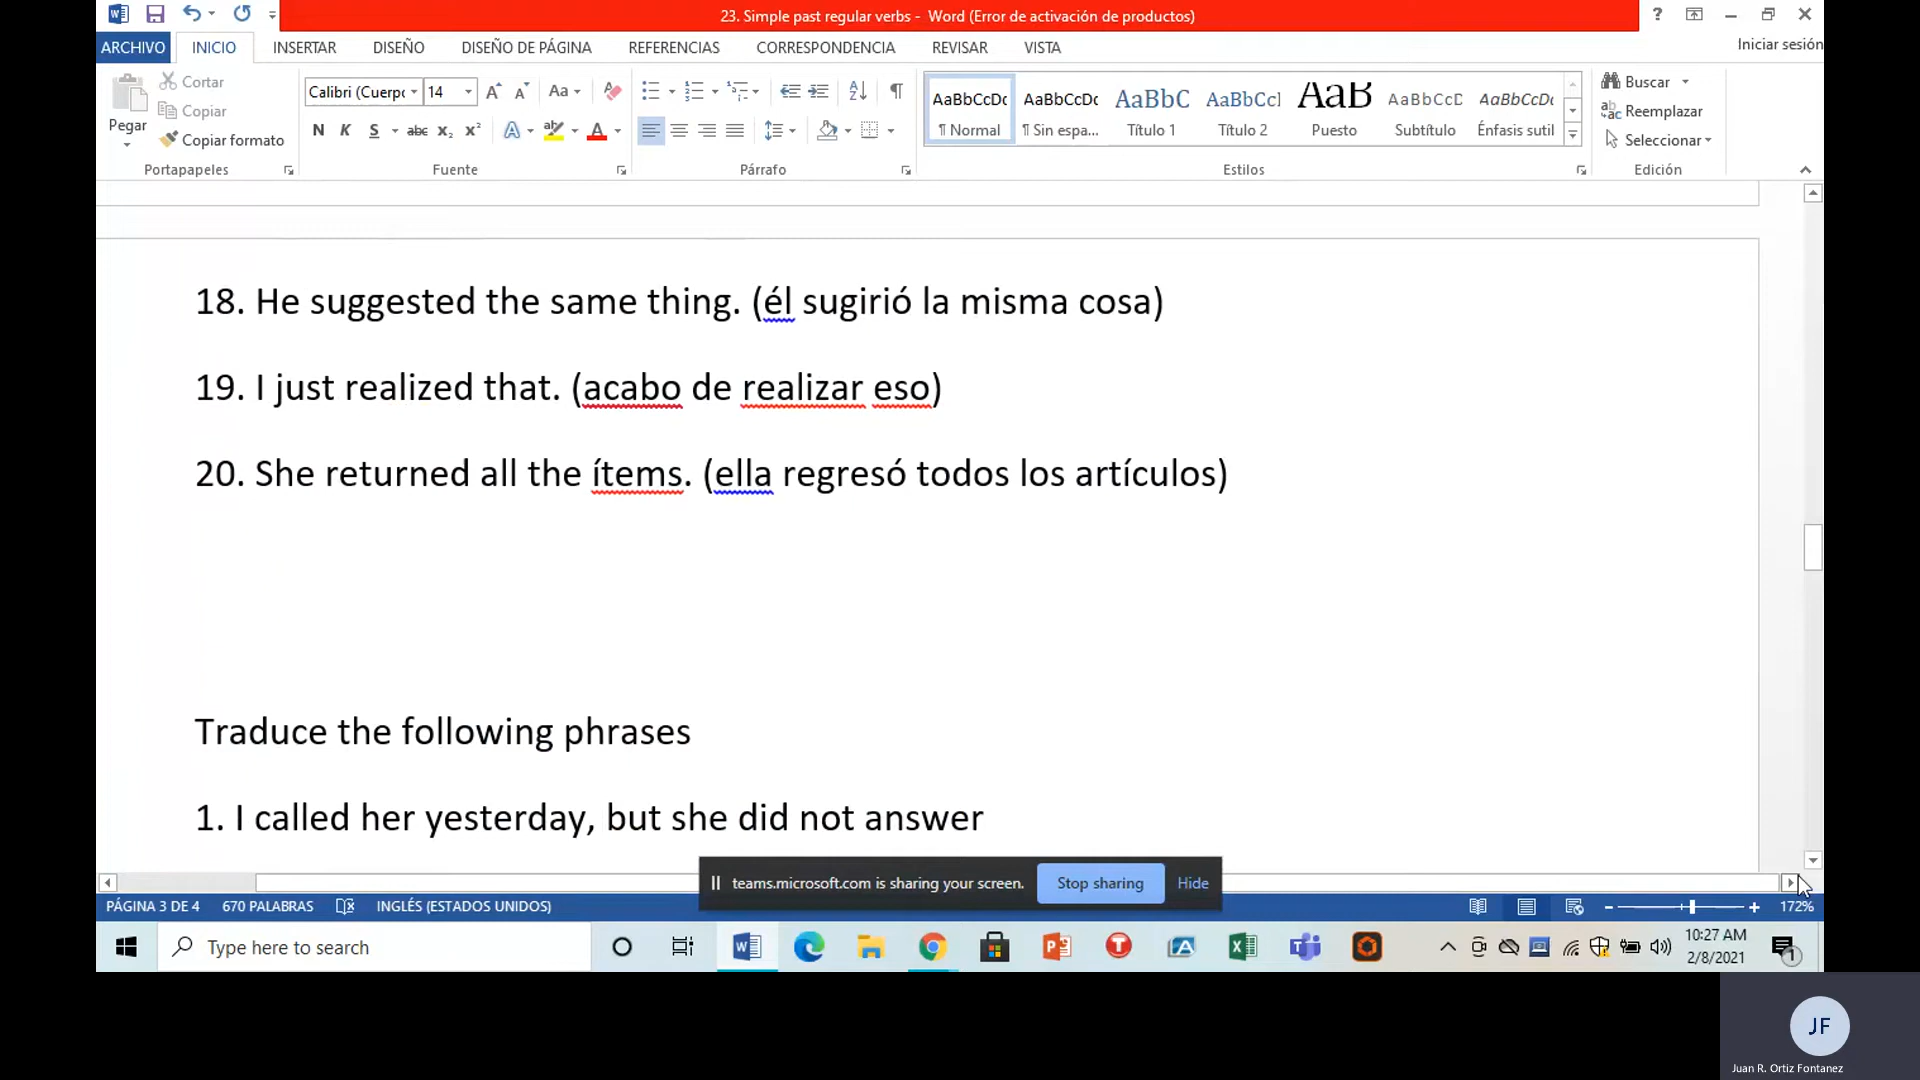 23. Simple past regular verbs - Word (Error de activación de productos)
?
ARCHIVO INICIO INSERTAR DISEÑO DISEÑO DE PÁGINA REFERENCIAS CORRESPONDENCIA REVISAR VISTA Iniciar sesión
Pegar
Cortar
Copiar
Copiar formato
Portapapeles
Calibri (Cuerpo 14
N K S abc x₂ x²
Fuente
Párrafo
AaBbCcDc AaBbCcDc AaBbC AaBbCcI AaB AaBbCcD AaBbCcDc
¶ Normal ¶ Sin espa... Título 1 Título 2 Puesto Subtítulo Énfasis sutil
Estilos
Buscar
Reemplazar
Seleccionar
Edición
18. He suggested the same thing. (él sugirió la misma cosa)
19. I just realized that. (acabo de realizar eso)
20. She returned all the ítems. (ella regresó todos los artículos)
Traduce the following phrases
1. I called her yesterday, but she did not answer
teams.microsoft.com is sharing your screen. Stop sharing Hide
PÁGINA 3 DE 4 670 PALABRAS INGLÉS (ESTADOS UNIDOS) 172%
Type here to search
10:27 AM
2/8/2021
1
JF
Juan R. Ortiz Fontanez